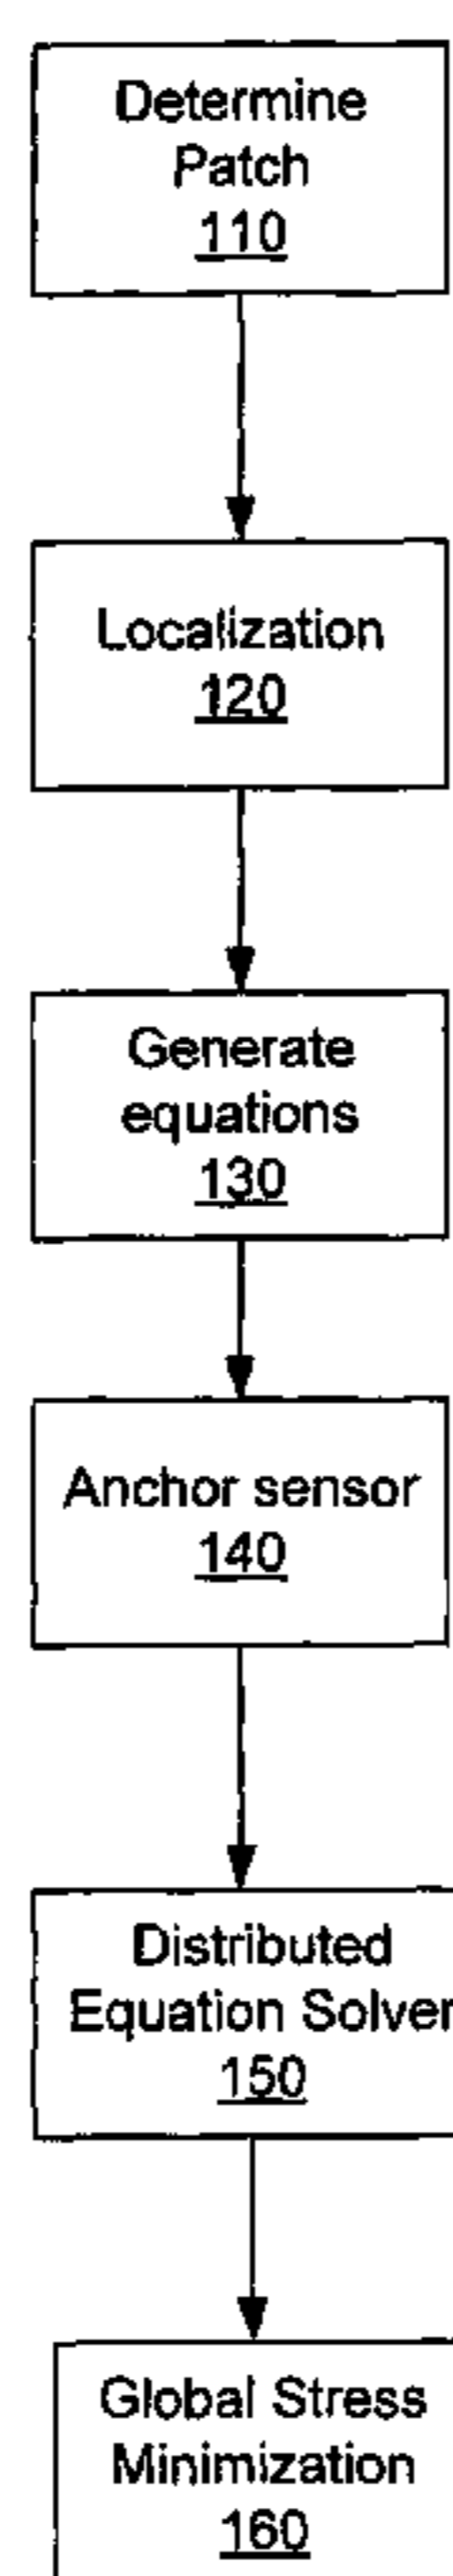 Determine
Patch
110
Localization
120
Generate
equations
130
Anchor sensor
140
Distributed
Equation Solver
150
Global Stress
Minimization
160